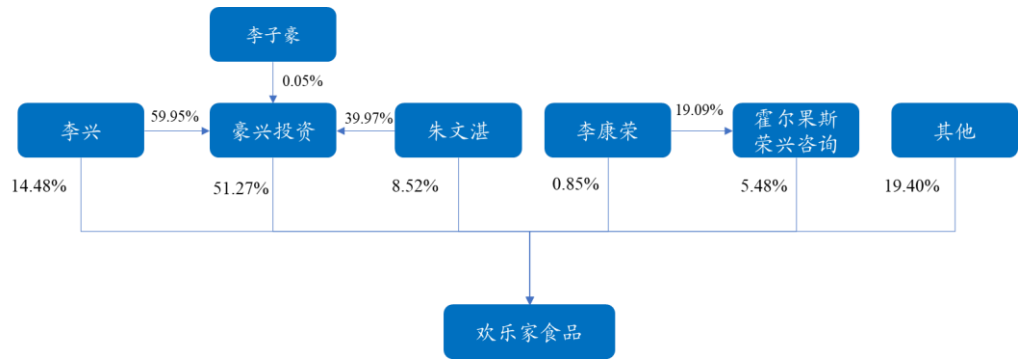 李子豪
0.05%
59.95%
39.97%
19.09%
李兴
豪兴投资
朱文湛
李康荣
霍尔果斯
荣兴咨询
其他
14.48%
51.27%
8.52%
0.85%
5.48%
19.40%
欢乐家食品